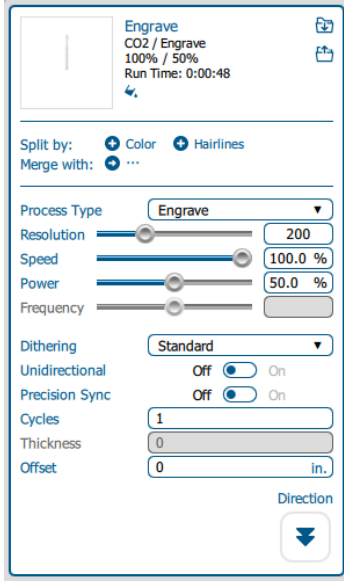 Engrave
CO2 / Engrave
100% / 50%
Run Time: 0:00:48
Split by: Color Hairlines
Merge with: ...
Process Type Engrave
Resolution 200
Speed 100.0 %
Power 50.0 %
Frequency
Dithering Standard
Unidirectional Off On
Precision Sync Off On
Cycles 1
Thickness 0
Offset 0 in.
Direction